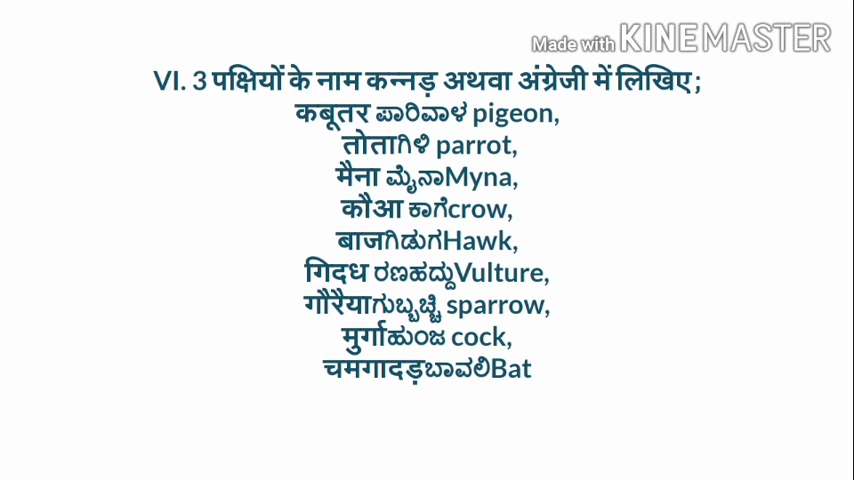 Made with KINEMASTER
VI. 3 पक्षियों के नाम कन्नड़ अथवा अंग्रेजी में लिखिए;
कबूतर ಪಾರಿವಾಳ pigeon,
तोताಗಿಳಿ parrot,
मैना ಮೈನಾMyna,
कौआ ಕಾಗೆcrow,
बाजಗಿಡುಗHawk,
गिदध ರಣಹದ್ದುVulture,
गौरैयाಗುಬ್ಬಚ್ಚಿ sparrow,
मुर्गाಹುಂಜ cock,
चमगादड़ಬಾವಲಿBat